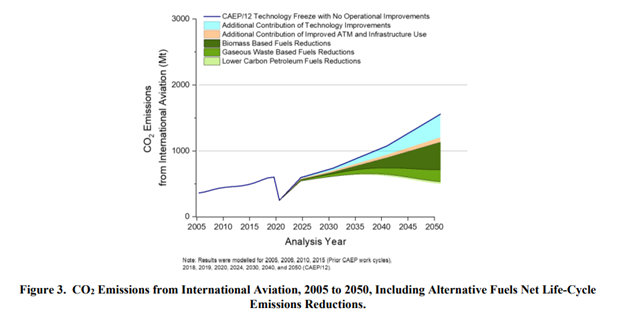 3000
2000
1000
0
CO2 Emissions
from International Aviation (Mt)
CAEP/12 Technology Freeze with No Operational Improvements
Additional Contribution of Technology Improvements
Additional Contribution of Improved ATM and Infrastructure Use
Biomass Based Fuels Reductions
Gaseous Waste Based Fuels Reductions
Lower Carbon Petroleum Fuels Reductions
2005 2010 2015 2020 2025 2030 2035 2040 2045 2050
Analysis Year
Note: Results were modelled for 2005, 2006, 2010, 2015 (Prior CAEP work cycles),
2018, 2019, 2020, 2024, 2030, 2040, and 2050 (CAEP/12).
Figure 3. CO2 Emissions from International Aviation, 2005 to 2050, Including Alternative Fuels Net Life-Cycle
Emissions Reductions.